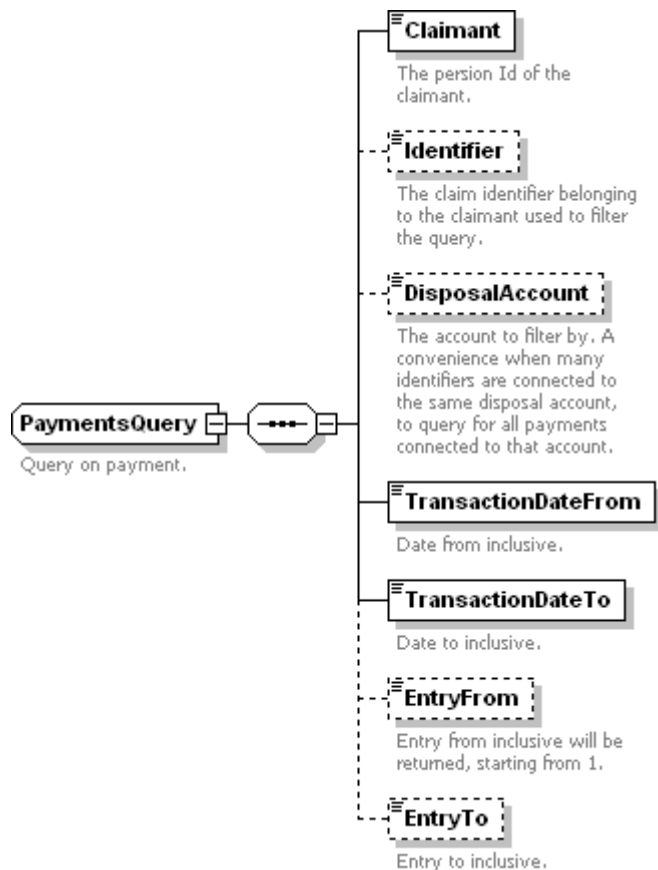 Claimant
The persion Id of the
claimant.
Identifier
The claim identifier belonging
to the claimant used to filter
the query.
DisposalAccount
The account to filter by. A
convenience when many
identifiers are connected to
the same disposal account,
to query for all payments
connected to that account.
PaymentsQuery
Query on payment.
TransactionDateFrom
Date from inclusive.
TransactionDateTo
Date to inclusive.
EntryFrom
Entry from inclusive will be
returned, starting from 1.
EntryTo
Entry to inclusive.